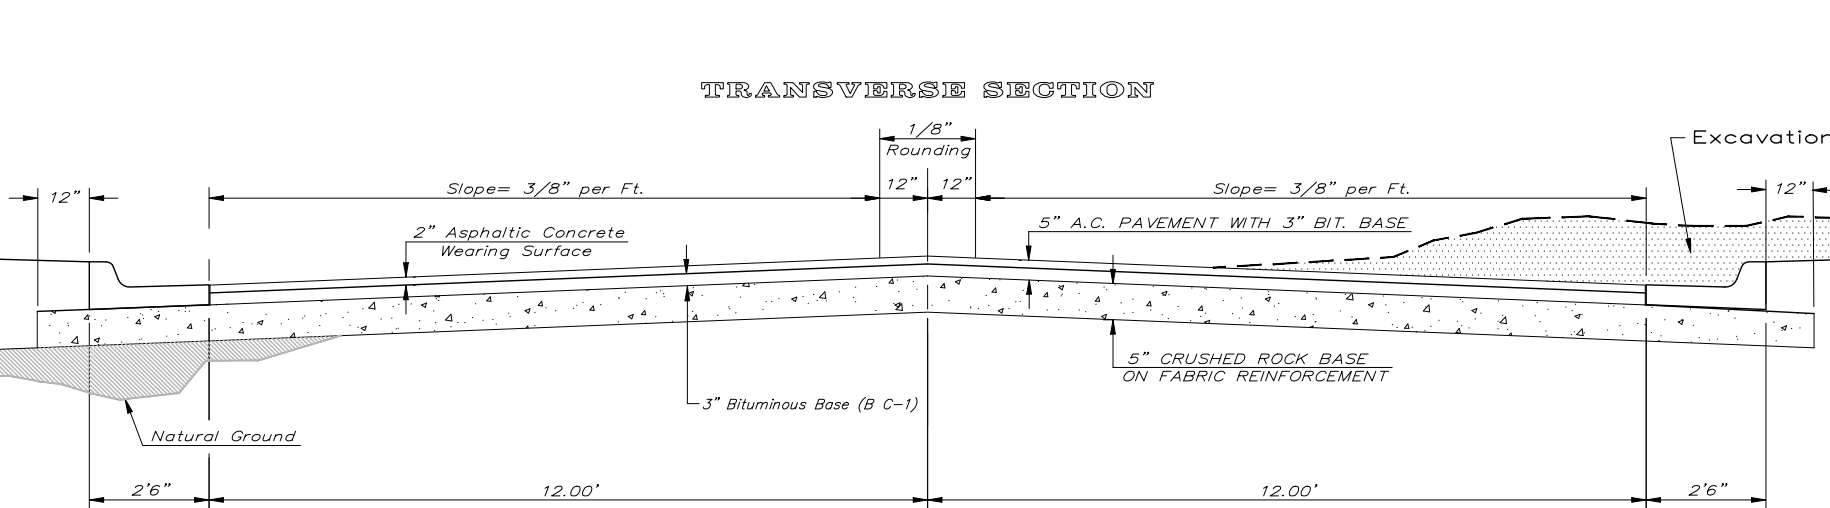 TRANSVERSE SECTION
1/8"
Rounding
Excavation
12"
Slope= 3/8" per Ft.
12"
12"
Slope= 3/8" per Ft.
12"
2" Asphaltic Concrete
Wearing Surface
5" A.C. PAVEMENT WITH 3" BIT. BASE
5" CRUSHED ROCK BASE
ON FABRIC REINFORCEMENT
3" Bituminous Base (B C-1)
Natural Ground
2'6"
12.00'
12.00'
2'6"